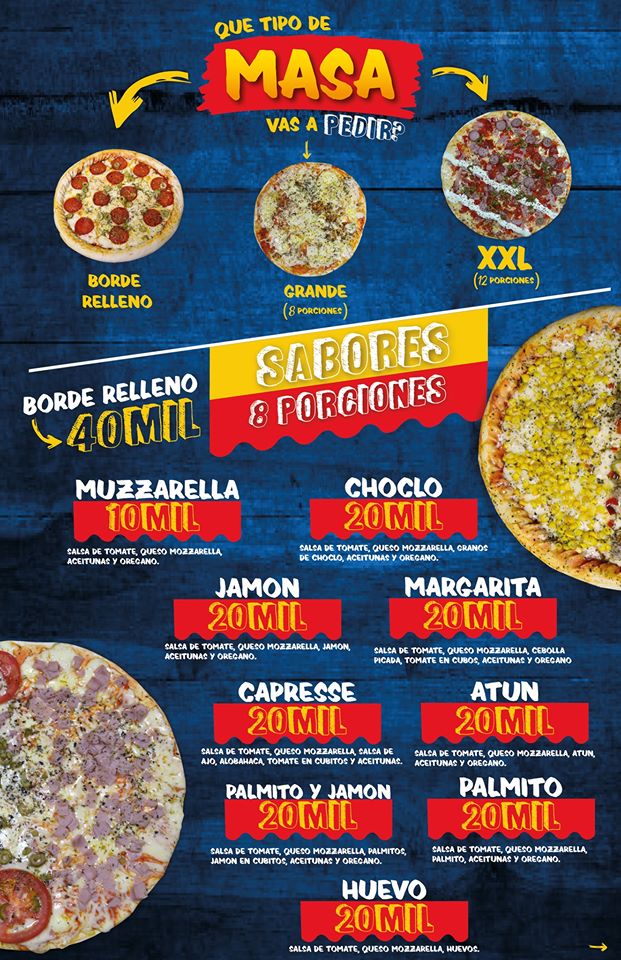 QUE TIPO DE
MASA
VAS A PEDIR?
BORDE
RELLENO
GRANDE
(8 PORCIONES)
XXL
(12 PORCIONES)
SABORES
8 PORCIONES
BORDE RELLENO
40MIL
MUZZARELLA
10MIL
SALSA DE TOMATE, QUESO MOZZARELLA,
ACEITUNAS Y OREGANO.
CHOCLO
20MIL
SALSA DE TOMATE, QUESO MOZZARELLA, GRANOS
DE CHOCLO, ACEITUNAS Y OREGANO.
JAMON
20MIL
SALSA DE TOMATE, QUESO MOZZARELLA, JAMON,
ACEITUNAS Y OREGANO.
MARGARITA
20MIL
SALSA DE TOMATE, QUESO MOZZARELLA, CEBOLLA
PICADA, TOMATE EN CUBOS, ACEITUNAS Y OREGANO
CAPRESSE
20MIL
SALSA DE TOMATE, QUESO MOZZARELLA, SALSA DE
AJO, ALOBAHACA, TOMATE EN CUBITOS Y ACEITUNAS.
ATUN
20MIL
SALSA DE TOMATE, QUESO MOZZARELLA, ATUN,
ACEITUNAS Y OREGANO.
PALMITO Y JAMON
20MIL
SALSA DE TOMATE, QUESO MOZZARELLA, PALMITOS,
JAMON EN CUBITOS, ACEITUNAS Y OREGANO.
PALMITO
20MIL
SALSA DE TOMATE, QUESO MOZZARELLA,
PALMITO, ACEITUNAS Y OREGANO.
HUEVO
20MIL
SALSA DE TOMATE, QUESO MOZZARELLA, HUEVOS.